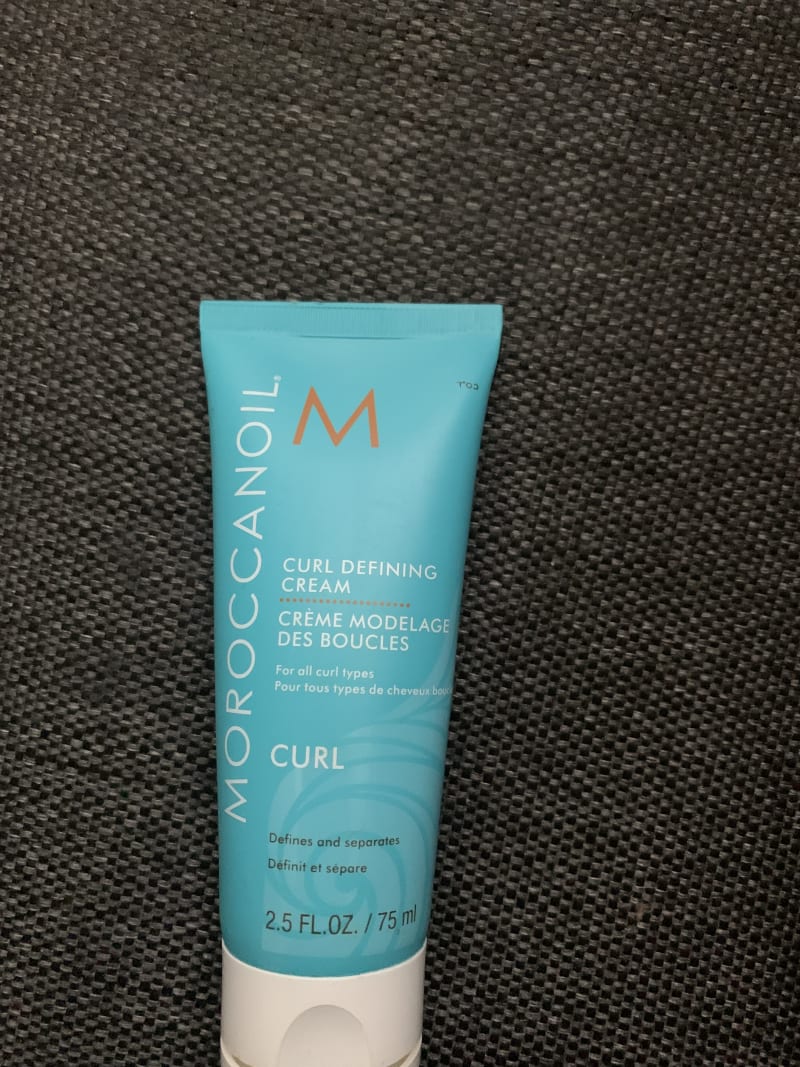 MOROCCANOIL®
M
CURL DEFINING
CREAM
CRÈME MODELAGE
DES BOUCLES
For all curl types
Pour tous types de cheveux
CURL
Defines and separates
Définit et sépare
2.5 FL.OZ. / 75 ml